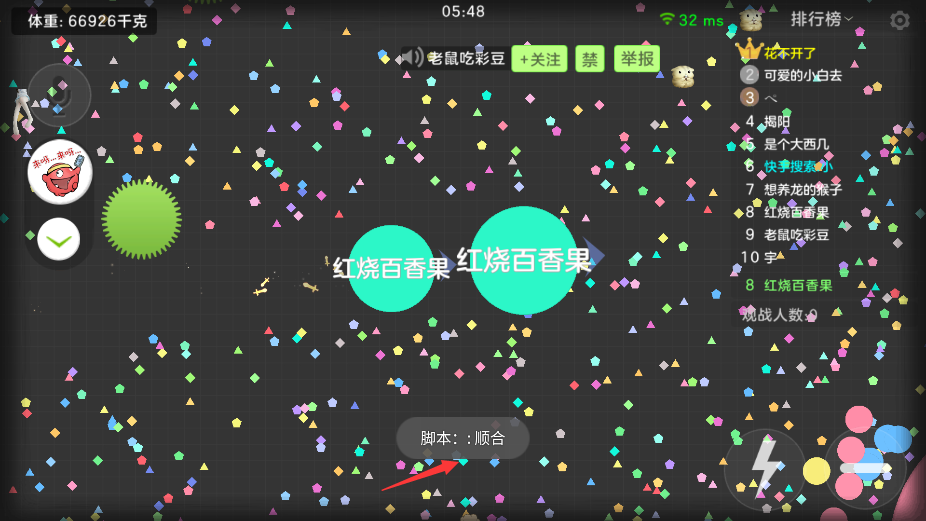 体重: 66926千克
05:48
32 ms
排行榜
老鼠吃彩豆
+关注
禁
举报
花不开了
2 可爱的小白去
3 へ
4 揭阳
5 是个大西几
6 快手搜索 小
7 想养龙的猴子
8 红烧百香果
9 老鼠吃彩豆
10 宇
8 红烧百香果
观战人数:0
来呀...来呀...
红烧百香果
红烧百香果
脚本: :顺合